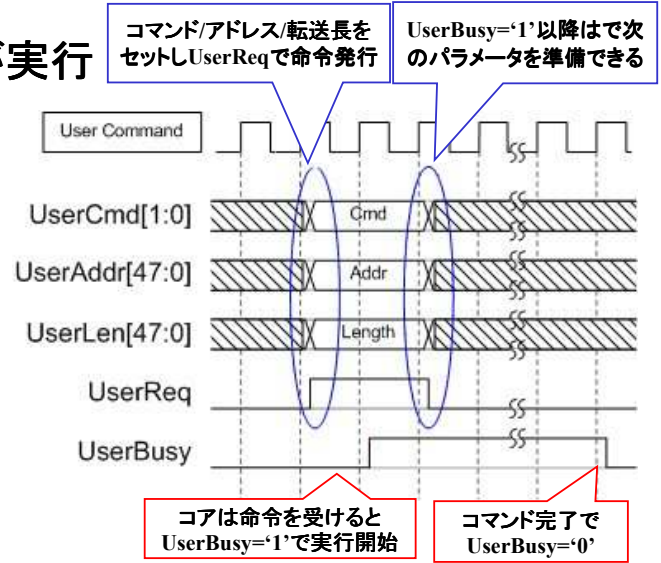 コマンド/アドレス/転送長を
セットしUserReqで命令発行
UserBusy=‘1’以降はで次
のパラメータを準備できる
実行
User Command
UserCmd[1:0]
Cmd
UserAddr[47:0]
Addr
UserLen[47:0]
Length
UserReq
UserBusy
コアは命令を受けると
UserBusy=‘1’で実行開始
コマンド完了で
UserBusy=‘0’